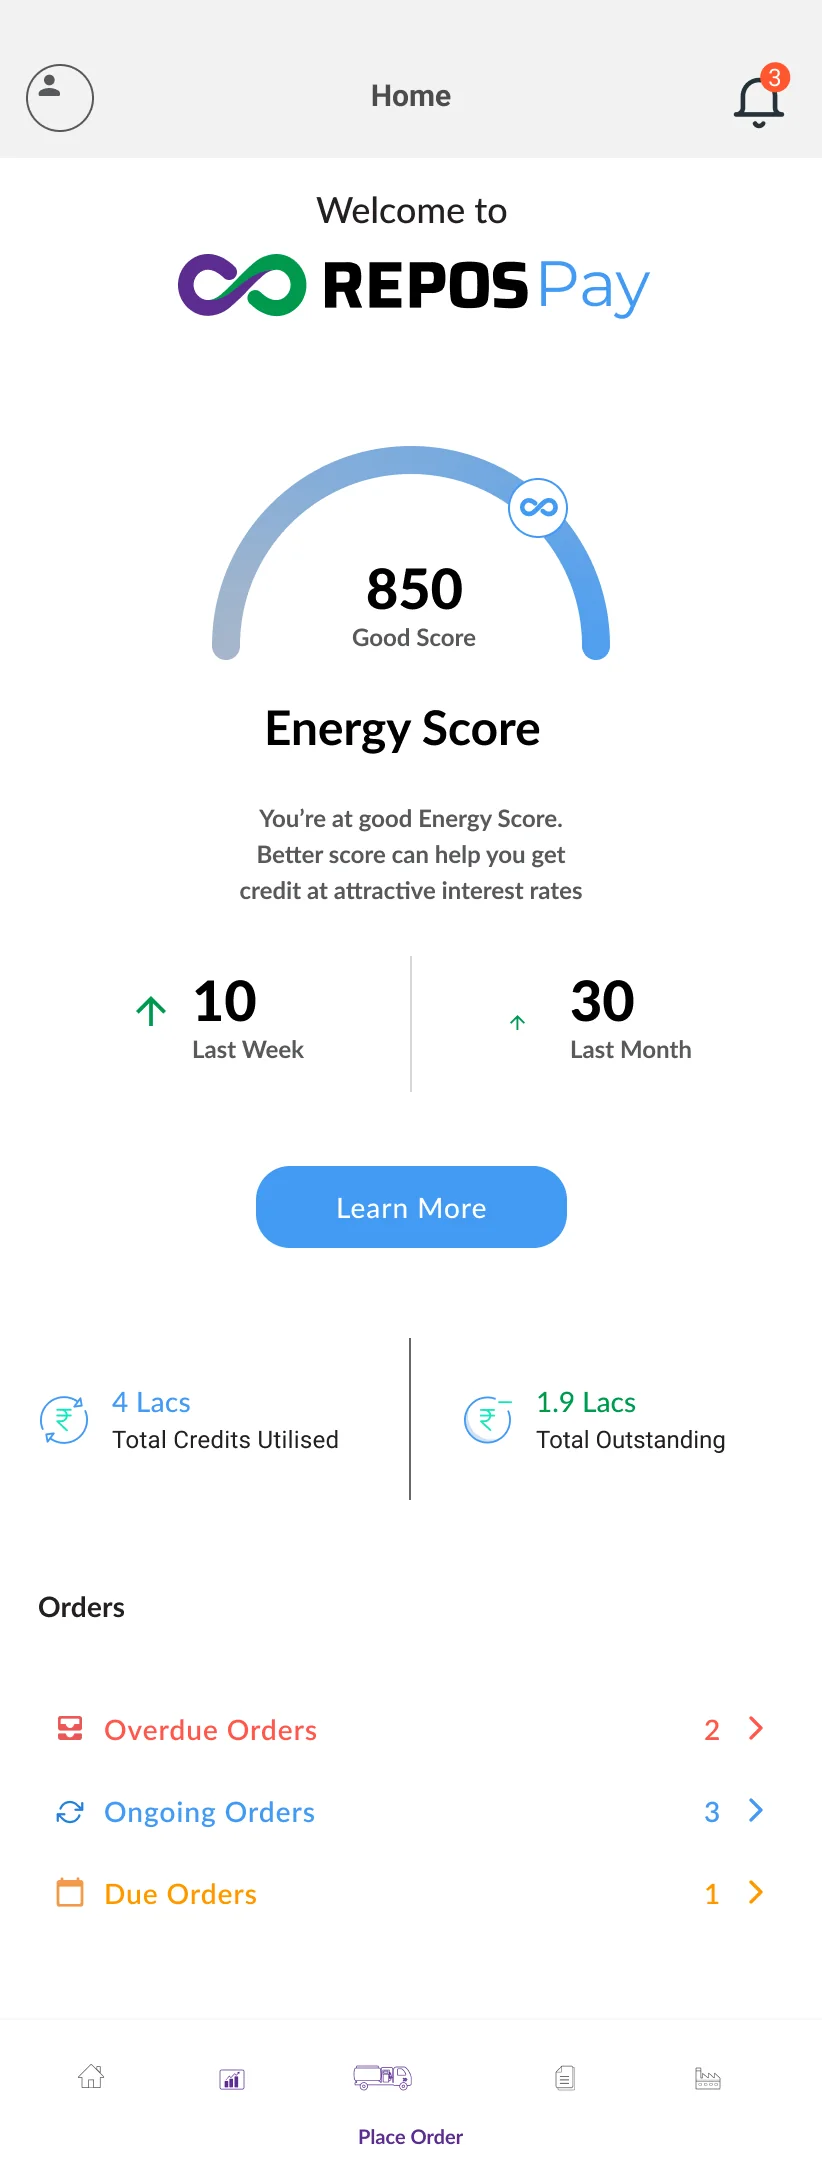 Home
3
Welcome to
REPOS Pay
850
Good Score
Energy Score
You’re at good Energy Score.
Better score can help you get
credit at attractive interest rates
10
Last Week
30
Last Month
Learn More
₹
4 Lacs
Total Credits Utilised
₹
1.9 Lacs
Total Outstanding
Orders
Overdue Orders 2
Ongoing Orders 3
Due Orders 1
Place Order